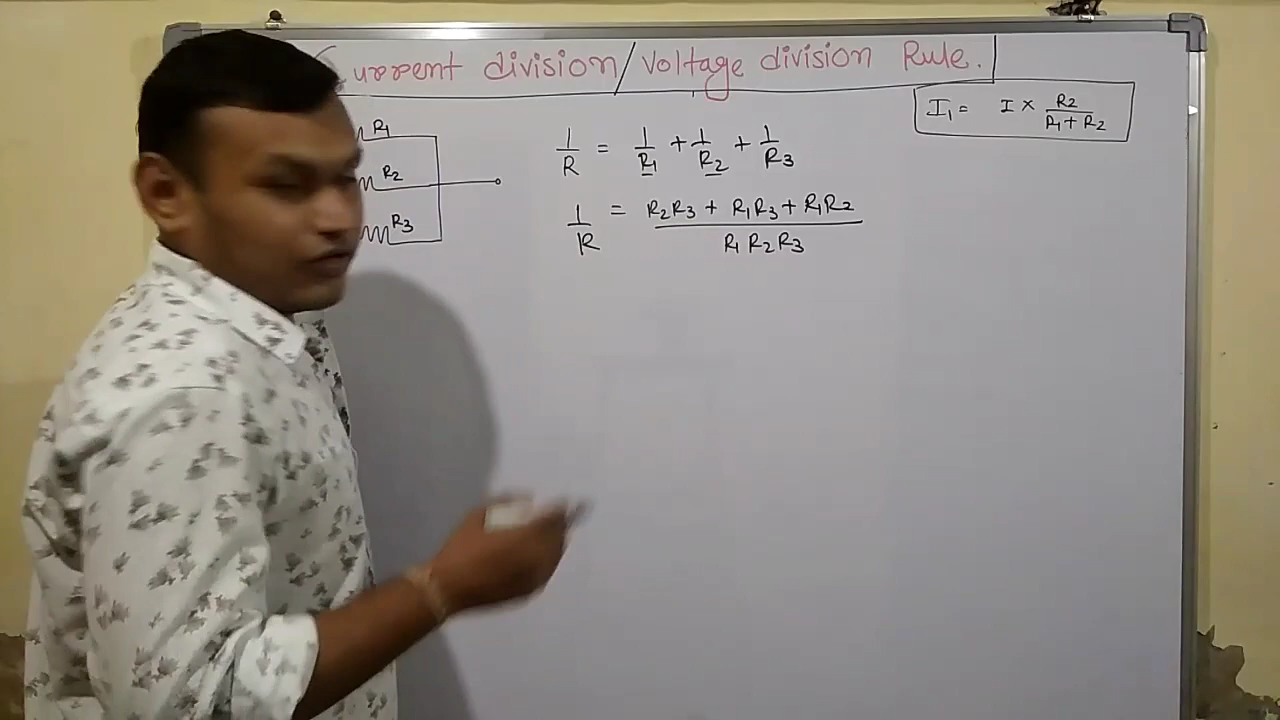 Current division/Voltage division Rule.
I₁ = I × R₂/(R₁ + R₂)
R₁
R₂
R₃
1/R = 1/R₁ + 1/R₂ + 1/R₃
1/R = (R₂R₃ + R₁R₃ + R₁R₂)/(R₁R₂R₃)